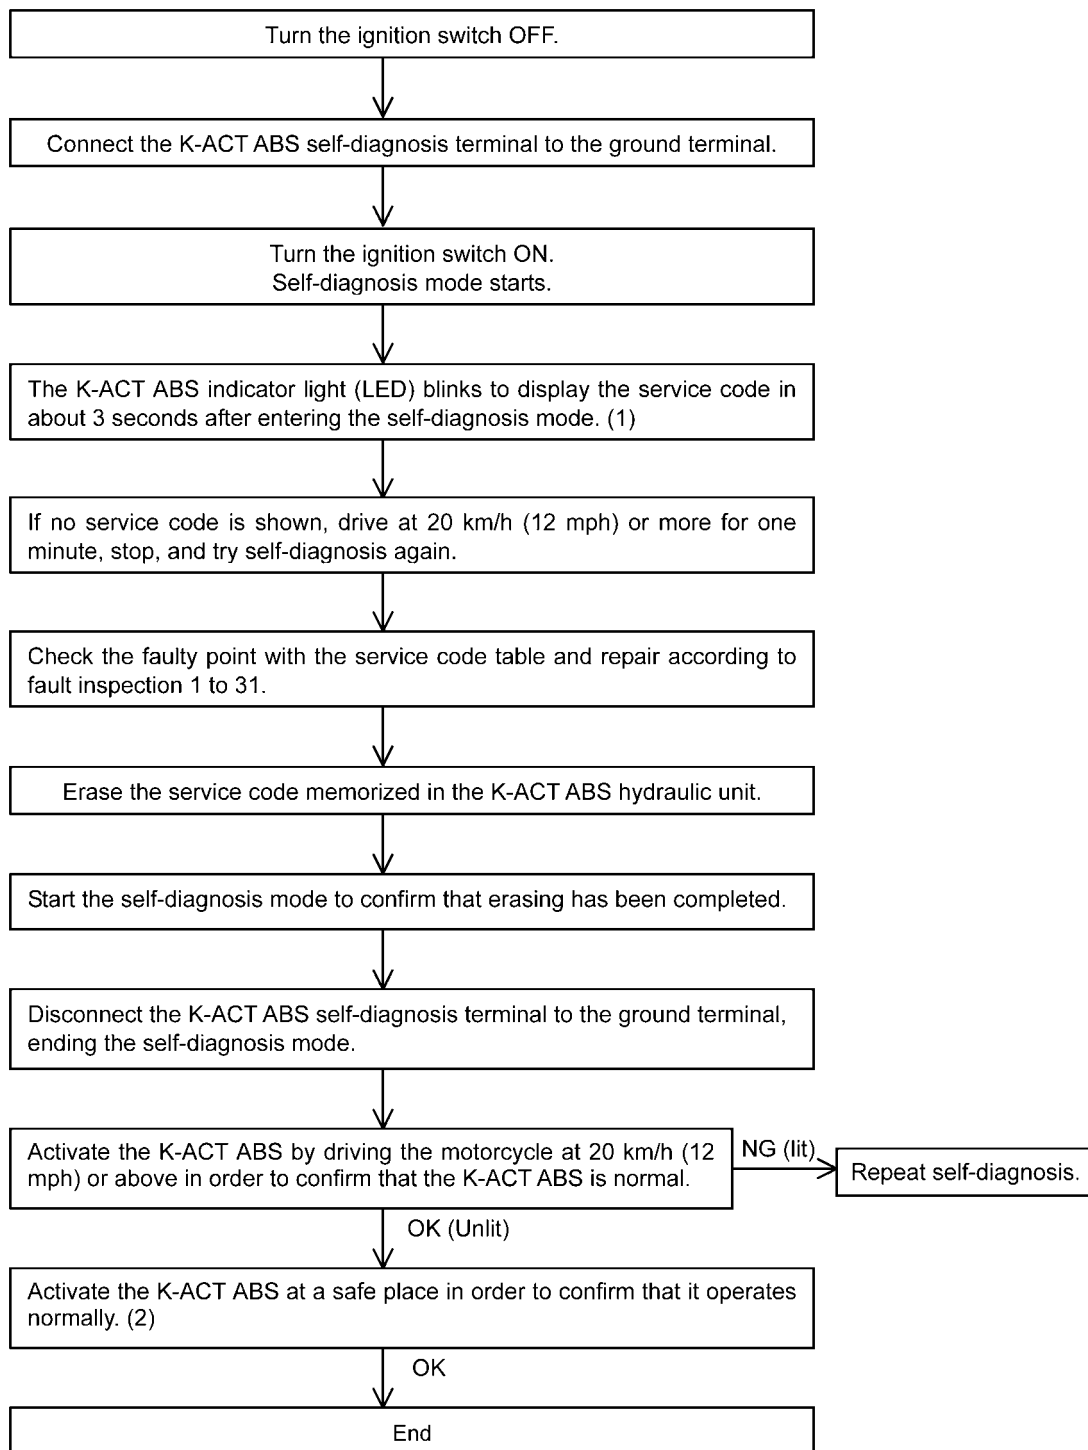 Turn the ignition switch OFF.
Connect the K-ACT ABS self-diagnosis terminal to the ground terminal.
Turn the ignition switch ON.
Self-diagnosis mode starts.
The K-ACT ABS indicator light (LED) blinks to display the service code in
about 3 seconds after entering the self-diagnosis mode. (1)
If no service code is shown, drive at 20 km/h (12 mph) or more for one
minute, stop, and try self-diagnosis again.
Check the faulty point with the service code table and repair according to
fault inspection 1 to 31.
Erase the service code memorized in the K-ACT ABS hydraulic unit.
Start the self-diagnosis mode to confirm that erasing has been completed.
Disconnect the K-ACT ABS self-diagnosis terminal to the ground terminal,
ending the self-diagnosis mode.
Activate the K-ACT ABS by driving the motorcycle at 20 km/h (12
mph) or above in order to confirm that the K-ACT ABS is normal.
NG (lit)
Repeat self-diagnosis.
OK (Unlit)
Activate the K-ACT ABS at a safe place in order to confirm that it operates
normally. (2)
OK
End